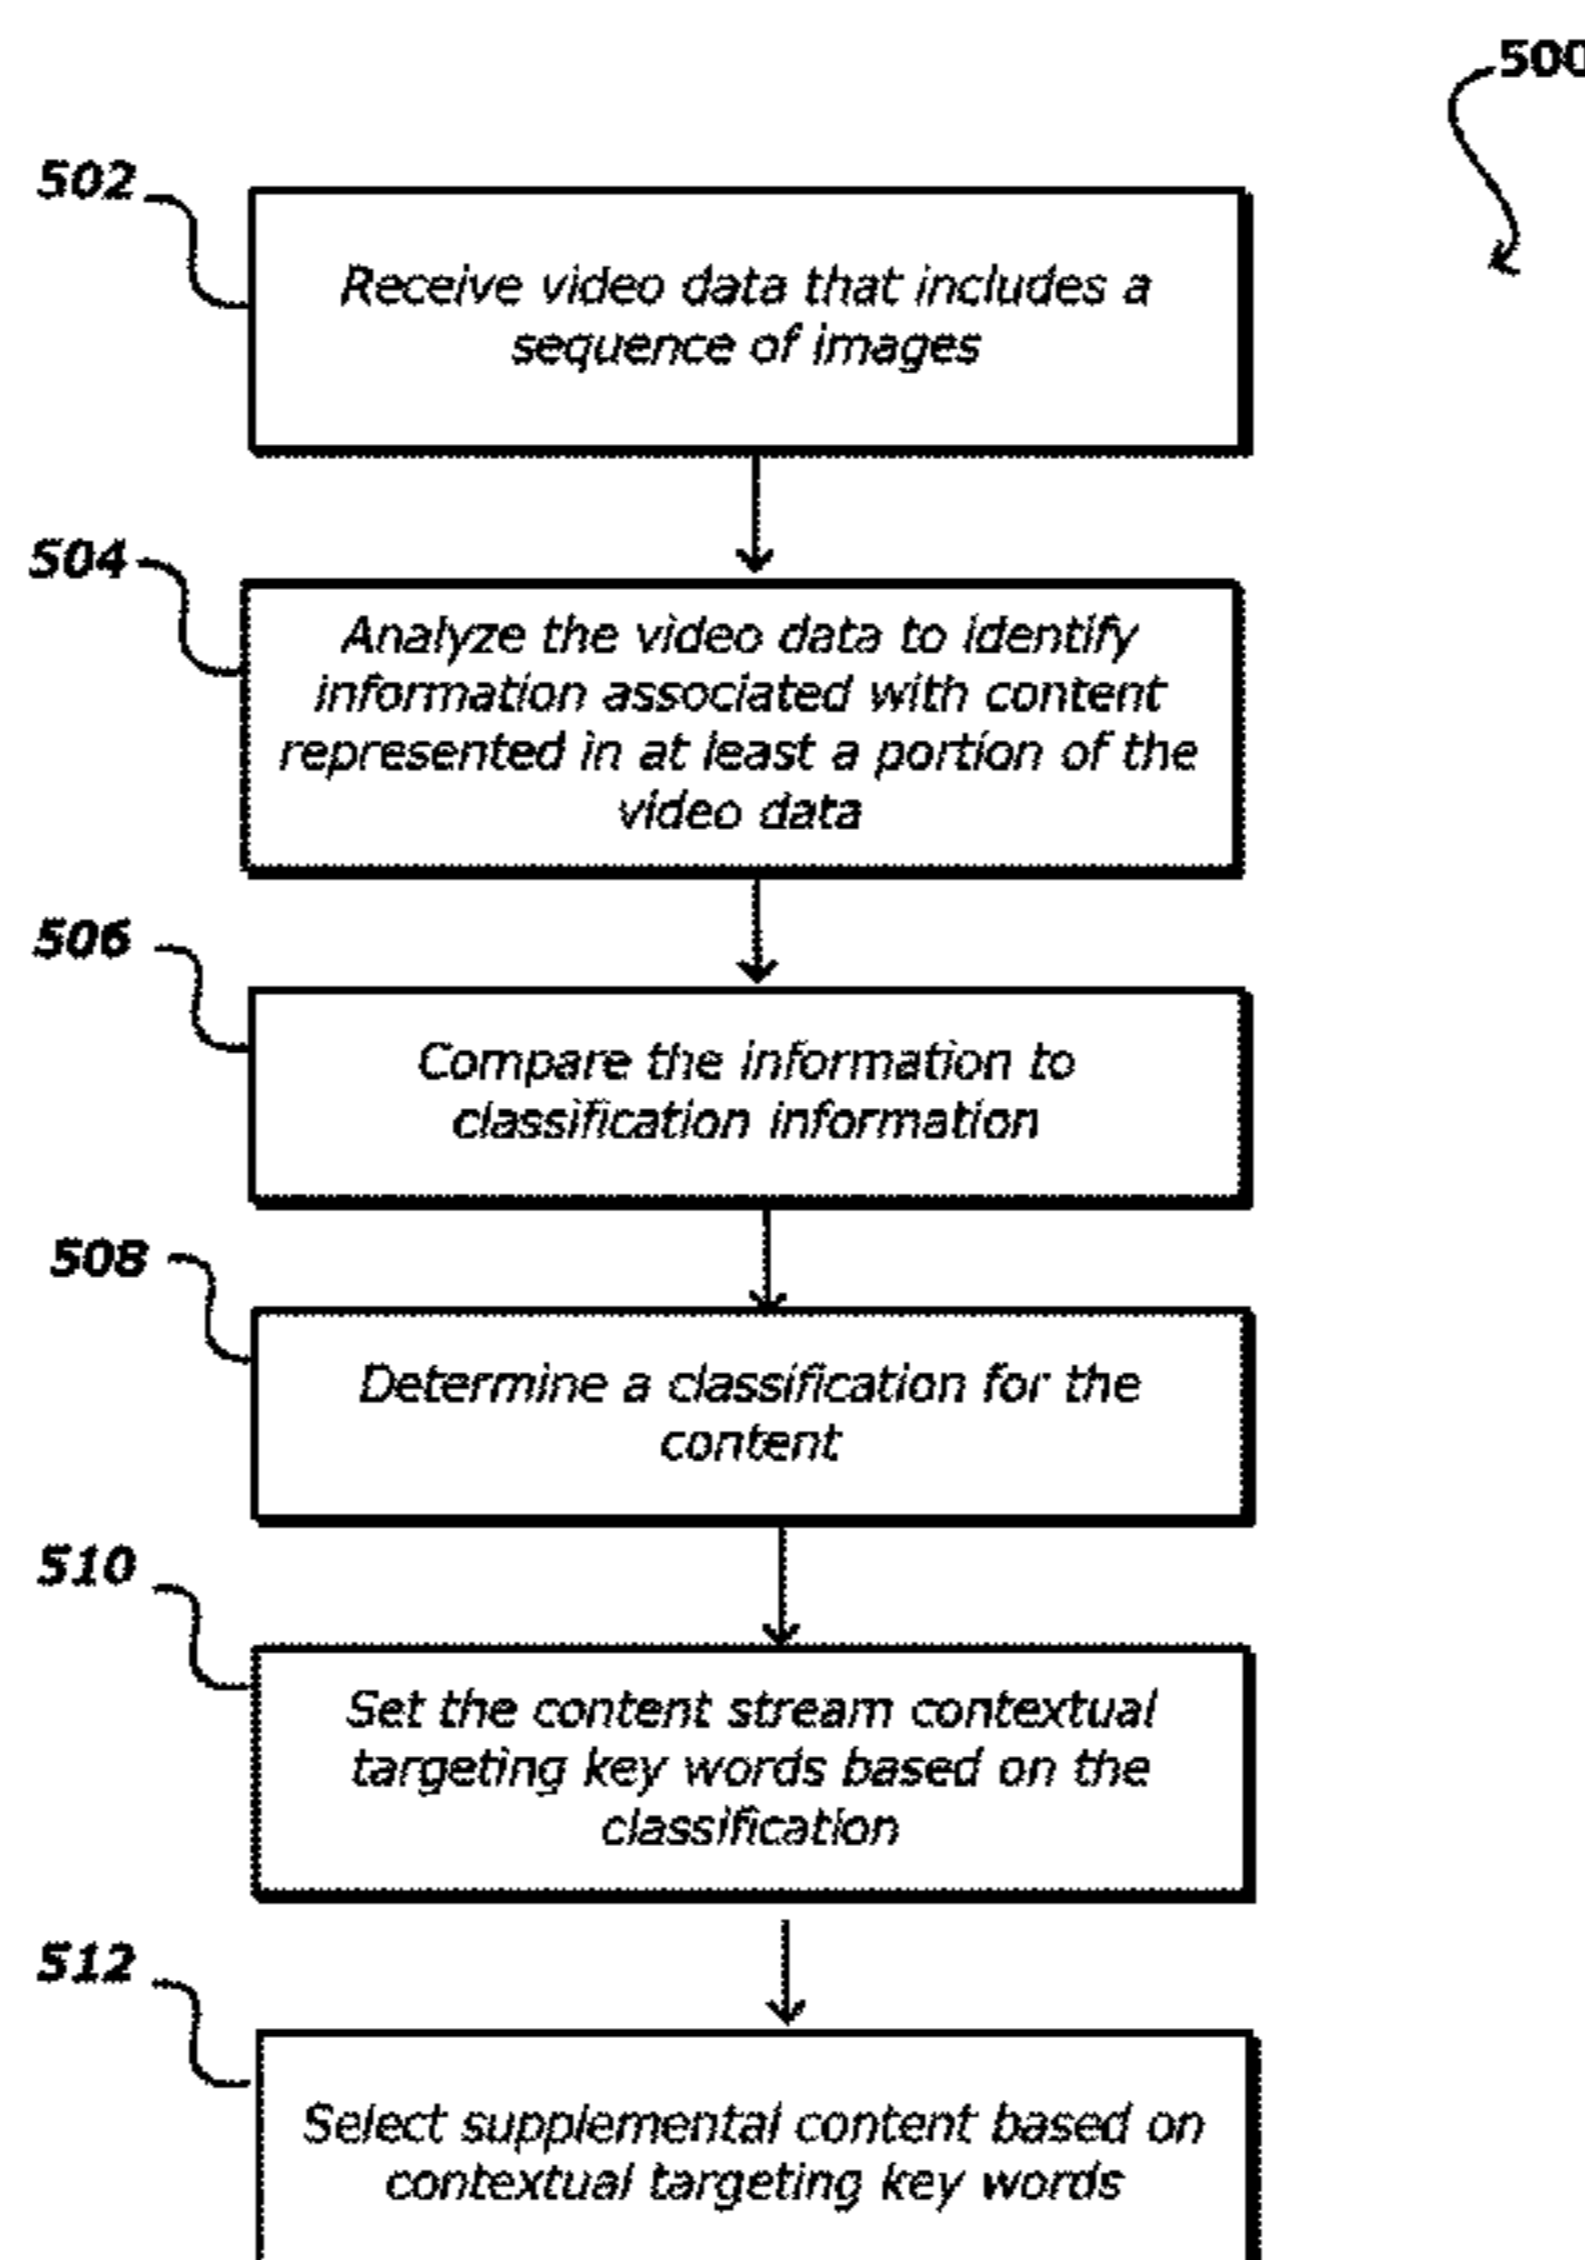 500
502
Receive video data that includes a
sequence of images
504
Analyze the video data to identify
information associated with content
represented in at least a portion of the
video data
506
Compare the information to
classification information
508
Determine a classification for the
content
510
Set the content stream contextual
targeting key words based on the
classification
512
Select supplemental content based on
contextual targeting key words